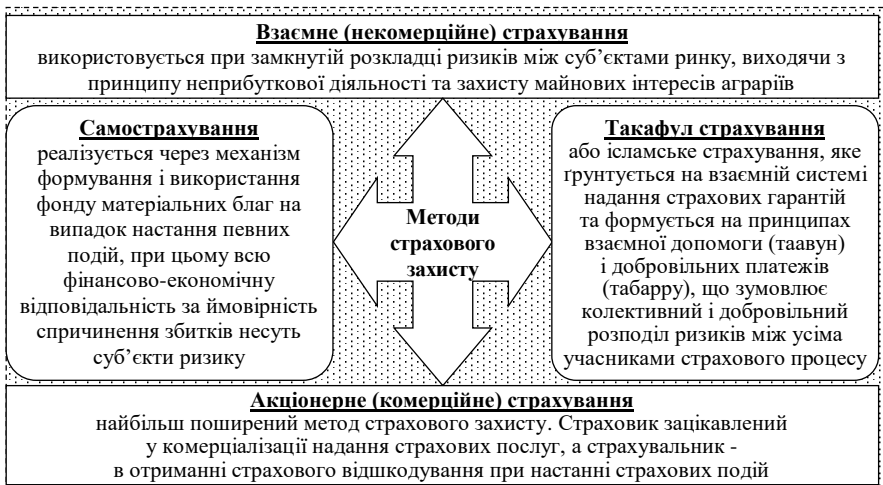 Взаємне (некомерційне) страхування
використовується при замкнутій розкладці ризиків між суб’єктами ринку, виходячи з
принципу неприбуткової діяльності та захисту майнових інтересів аграріїв
Самострахування
реалізується через механізм
формування і використання
фонду матеріальних благ на
випадок настання певних
подій, при цьому всю
фінансово-економічну
відповідальність за ймовірність
спричинення збитків несуть
суб’єкти ризику
Методи
страхового
захисту
Такафул страхування
або ісламське страхування, яке
ґрунтується на взаємній системі
надання страхових гарантій
та формується на принципах
взаємної допомоги (таавун)
і добровільних платежів
(табарру), що зумовлює
колективний і добровільний
розподіл ризиків між усіма
учасниками страхового процесу
Акціонерне (комерційне) страхування
найбільш поширений метод страхового захисту. Страховик зацікавлений
у комерціалізації надання страхових послуг, а страхувальник -
в отриманні страхового відшкодування при настанні страхових подій